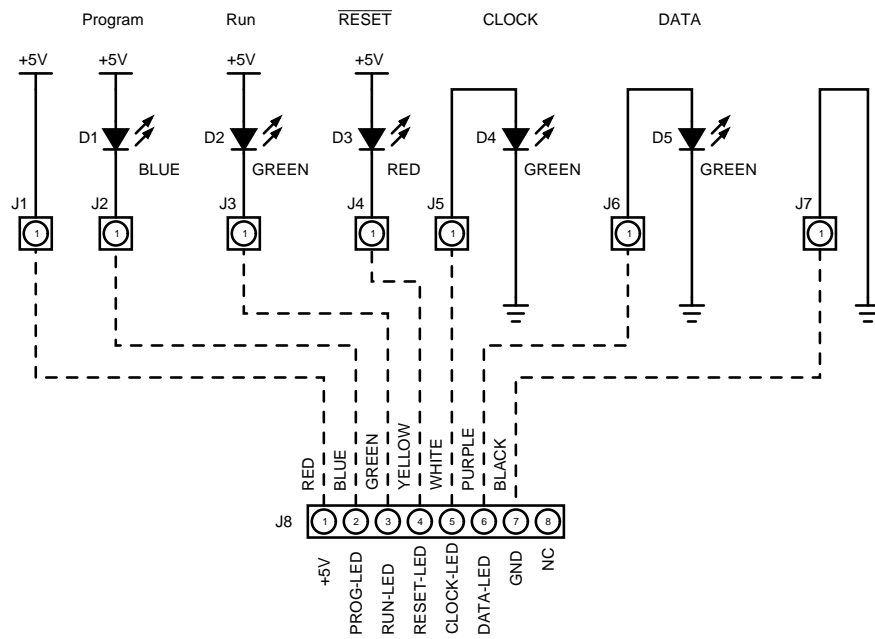 Program Run RESET CLOCK DATA
+5V +5V +5V +5V
D1 D2 D3 D4 D5
BLUE GREEN RED GREEN GREEN
J1 J2 J3 J4 J5 J6 J7
1 1 1 1 1 1 1
RED BLUE GREEN YELLOW WHITE PURPLE BLACK
J8 1 2 3 4 5 6 7 8
+5V PROG-LED RUN-LED RESET-LED CLOCK-LED DATA-LED GND NC